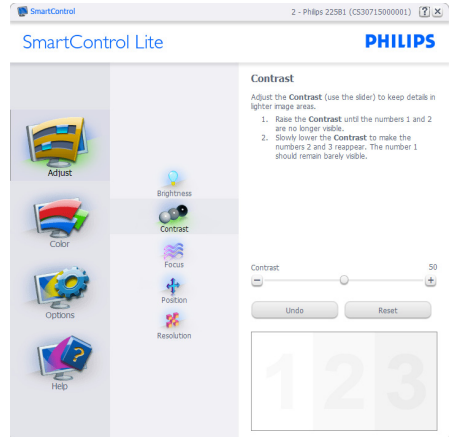 SmartControl
2 - Philips 225B1 (CS30715000001)
?
SmartControl Lite
PHILIPS
Adjust
Color
Options
?
Help
Brightness
Contrast
Focus
Position
Resolution
Contrast
Adjust the Contrast (use the slider) to keep details in
lighter image areas.
1. Raise the Contrast until the numbers 1 and 2
are no longer visible.
2. Slowly lower the Contrast to make the
numbers 2 and 3 reappear. The number 1
should remain barely visible.
Contrast 50
Undo Reset
1 2 3